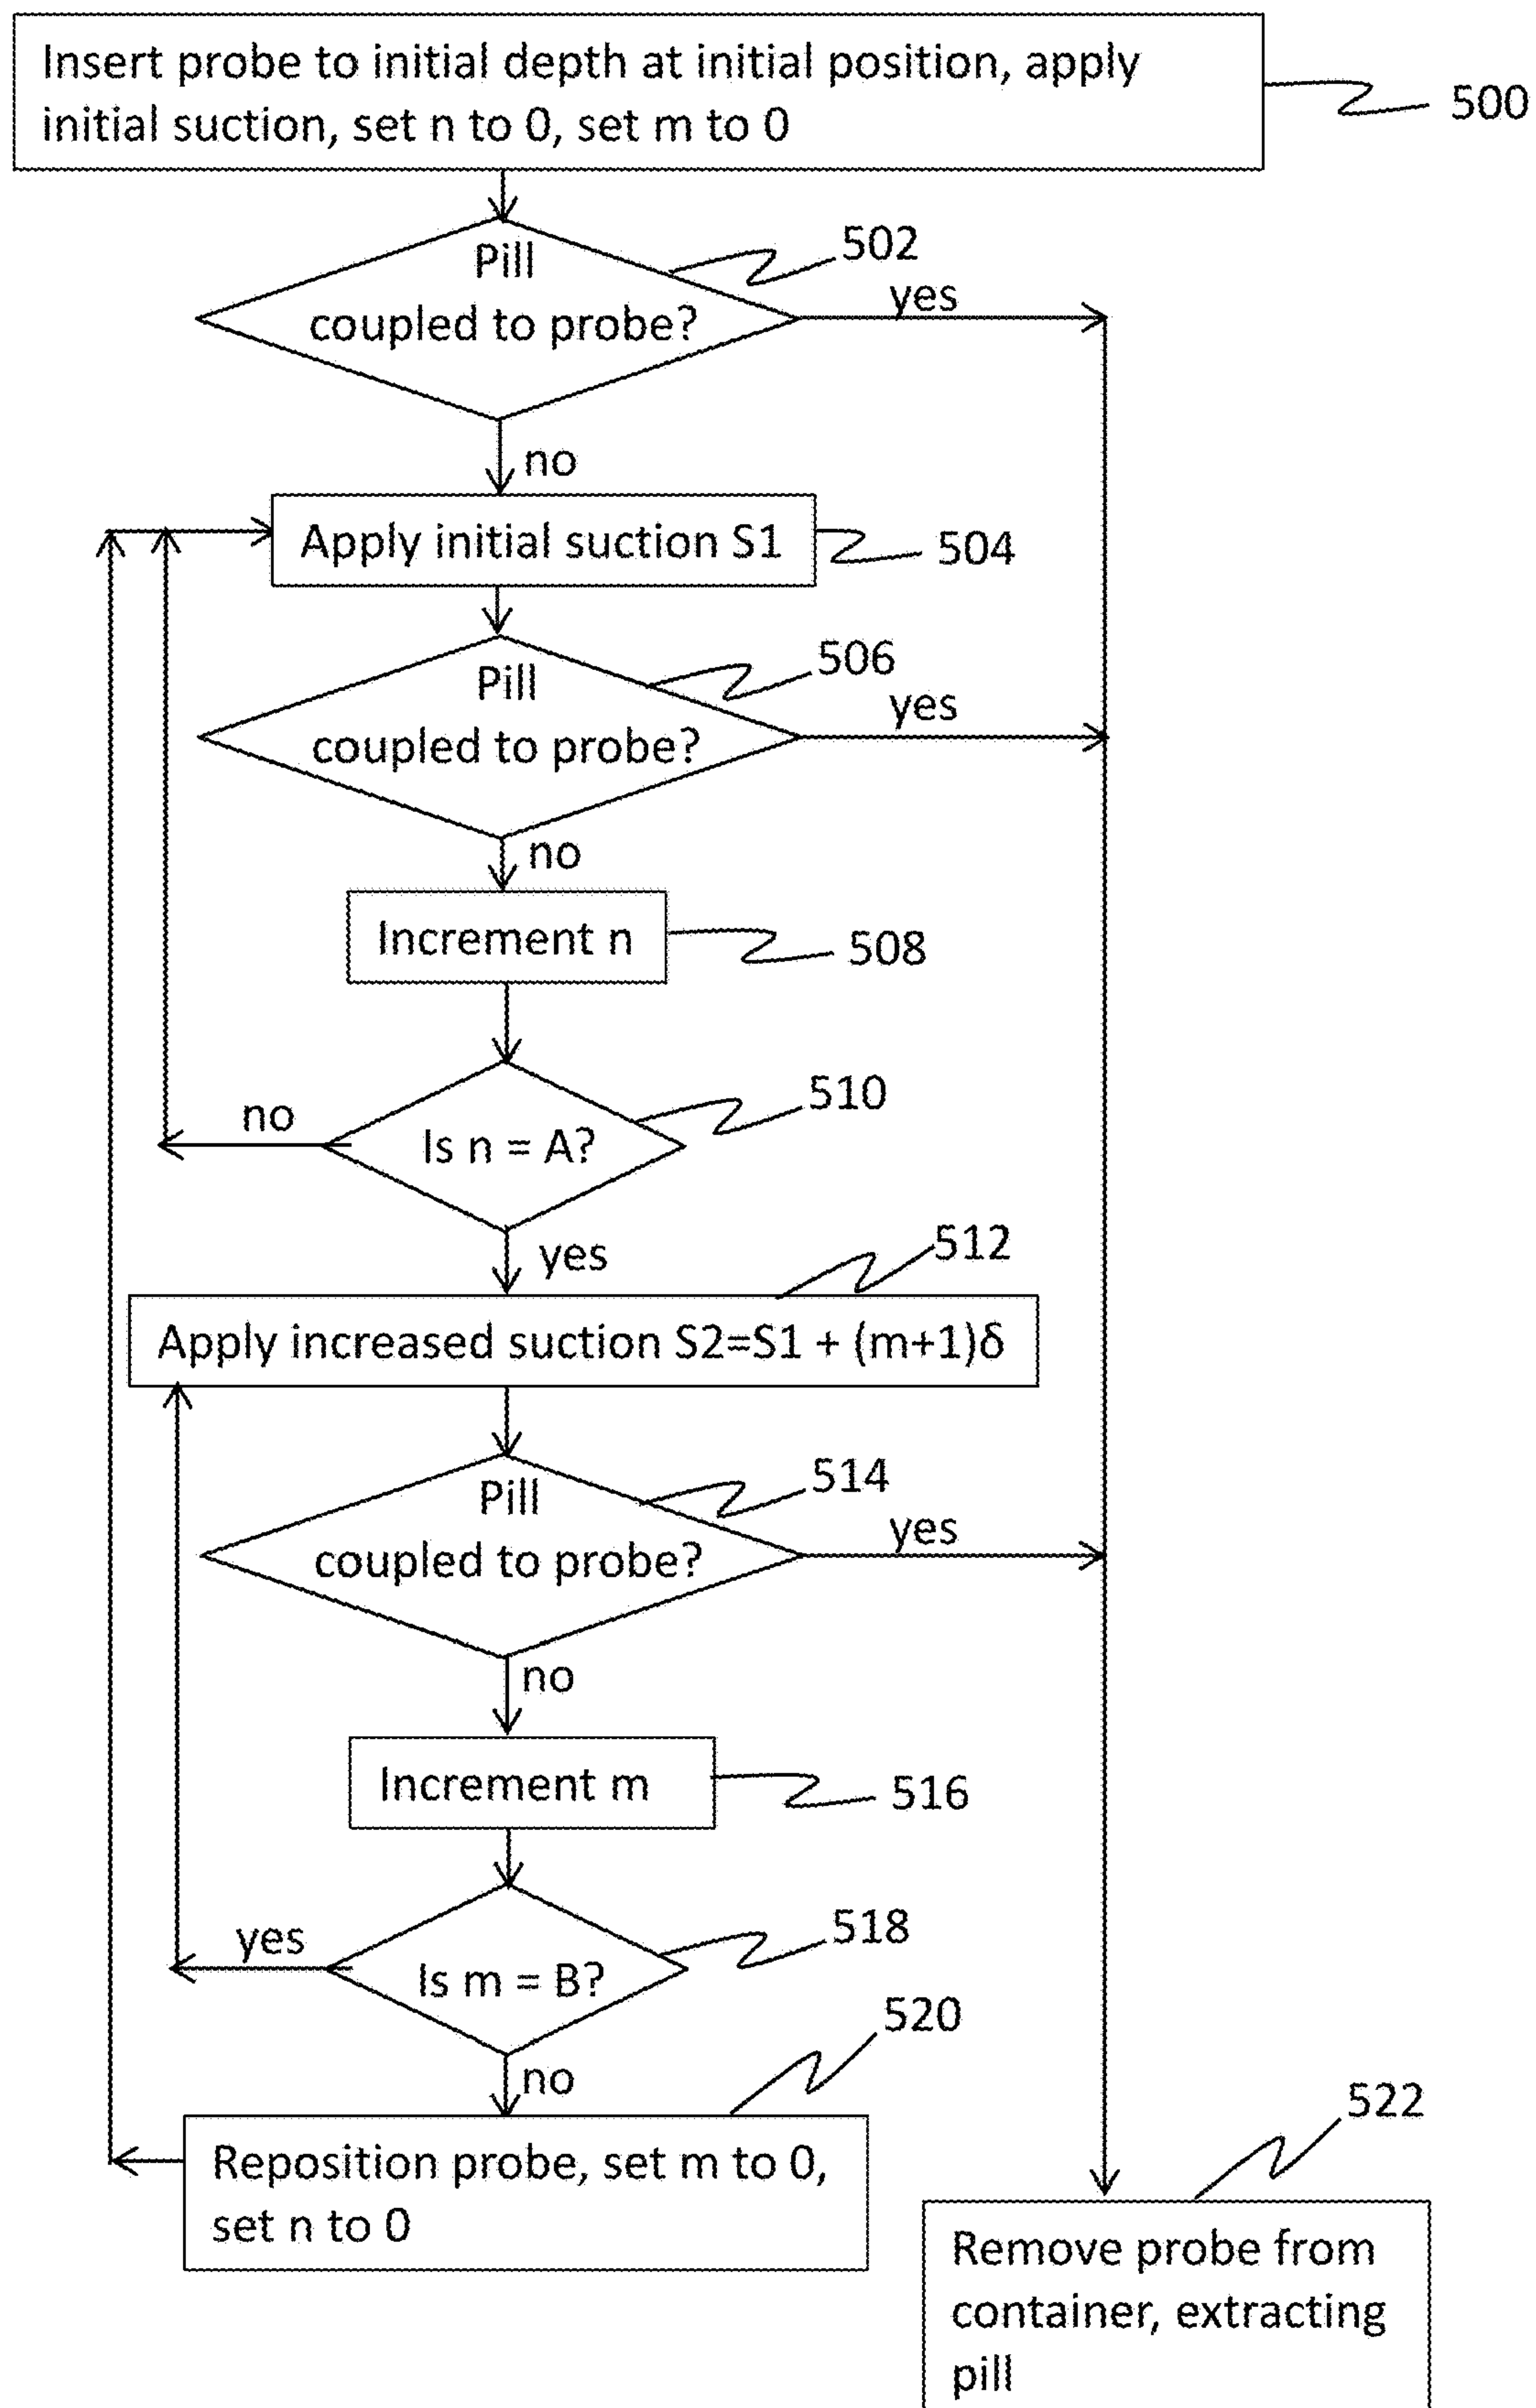 Insert probe to initial depth at initial position, apply
initial suction, set n to 0, set m to 0
500
Pill
coupled to probe?
502
yes
no
Apply initial suction S1
504
Pill
coupled to probe?
506
yes
no
Increment n
508
Is n = A?
510
no
yes
512
Apply increased suction S2=S1 + (m+1)δ
Pill
coupled to probe?
514
yes
no
Increment m
516
Is m = B?
518
yes
no
520
Reposition probe, set m to 0,
set n to 0
522
Remove probe from
container, extracting
pill